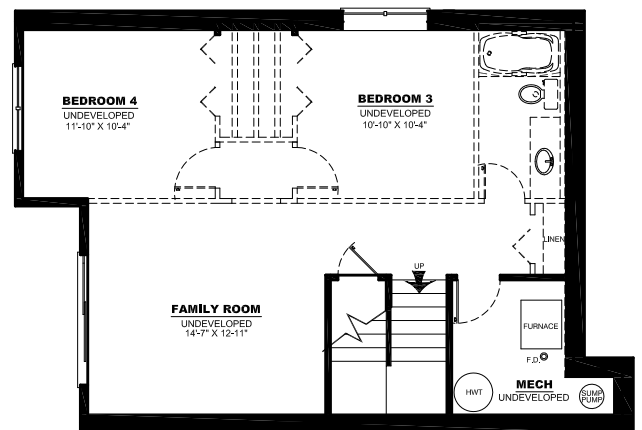 BEDROOM 4
UNDEVELOPED
11'-10" X 10'-4"
BEDROOM 3
UNDEVELOPED
10'-10" X 10'-4"
LINEN
UP
FAMILY ROOM
UNDEVELOPED
14'-7" X 12'-11"
FURNACE
F.D.
MECH
UNDEVELOPED
HWT
SUMP
PUMP